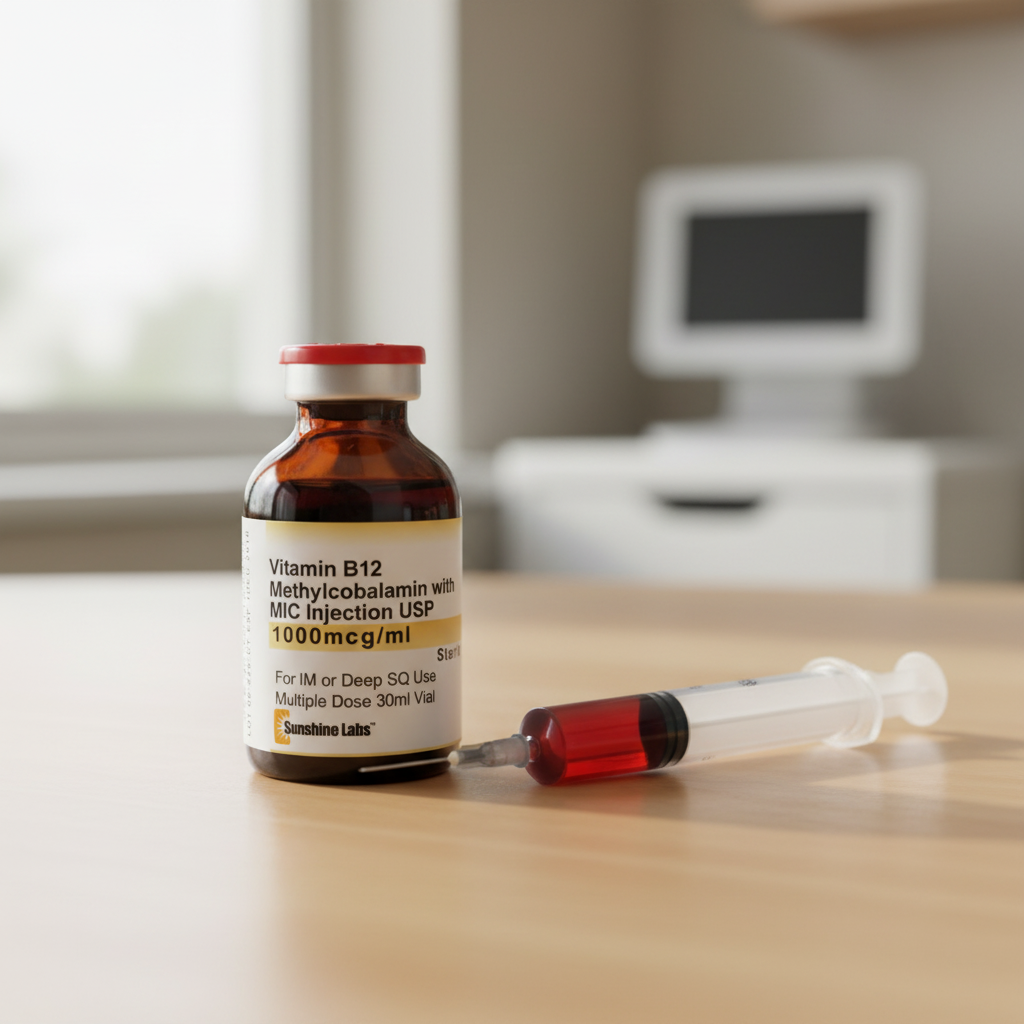 Vitamin B12
Methylcobalamin with
MIC Injection USP
1000mcg/ml
For IM or Deep SQ Use
Multiple Dose 30ml Vial
Sunshine Labs™